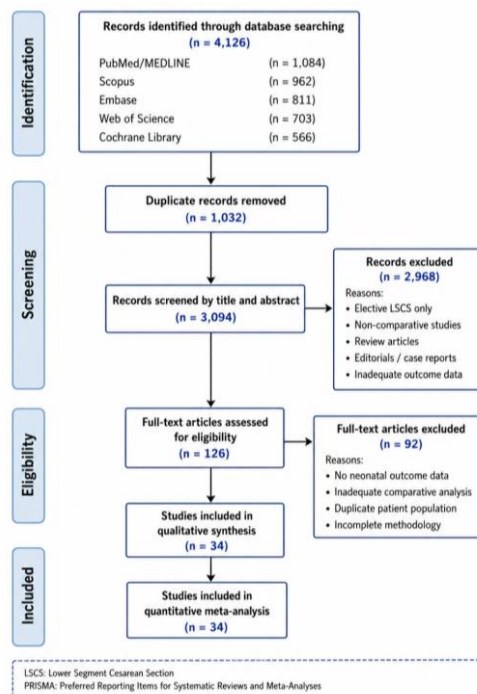 Identification
Records identified through database searching
(n = 4,126)
PubMed/MEDLINE (n = 1,084)
Scopus (n = 962)
Embase (n = 811)
Web of Science (n = 703)
Cochrane Library (n = 566)
Screening
Duplicate records removed
(n = 1,032)
Records screened by title and abstract
(n = 3,094)
Records excluded
(n = 2,968)
Reasons:
• Elective LSCS only
• Non-comparative studies
• Review articles
• Editorials / case reports
• Inadequate outcome data
Eligibility
Full-text articles assessed
for eligibility
(n = 126)
Full-text articles excluded
(n = 92)
Reasons:
• No neonatal outcome data
• Inadequate comparative analysis
• Duplicate patient population
• Incomplete methodology
Studies included in
qualitative synthesis
(n = 34)
Included
Studies included in
quantitative meta-analysis
(n = 34)
LSCS: Lower Segment Cesarean Section
PRISMA: Preferred Reporting Items for Systematic Reviews and Meta-Analyses